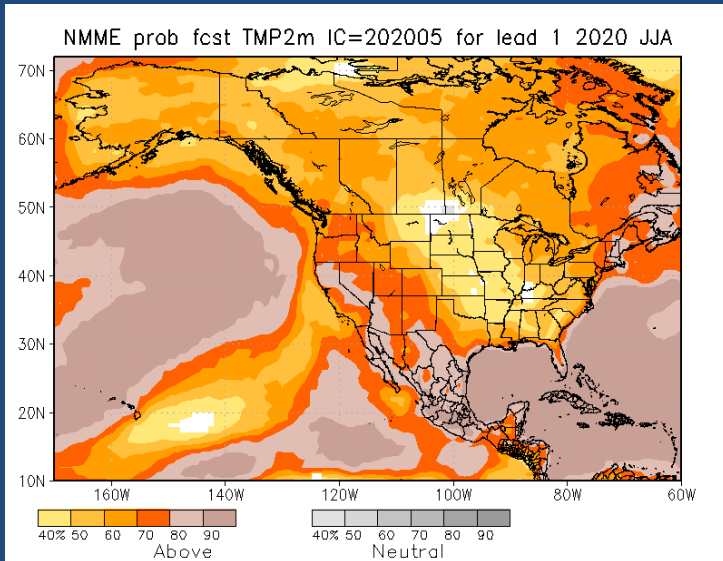 NMME prob fcst TMP2m IC=202005 for lead 1 2020 JJA
70N
60N
50N
40N
30N
20N
10N
160W 140W 120W 100W 80W 60W
40% 50 60 70 80 90 40% 50 60 70 80 90
Above Neutral